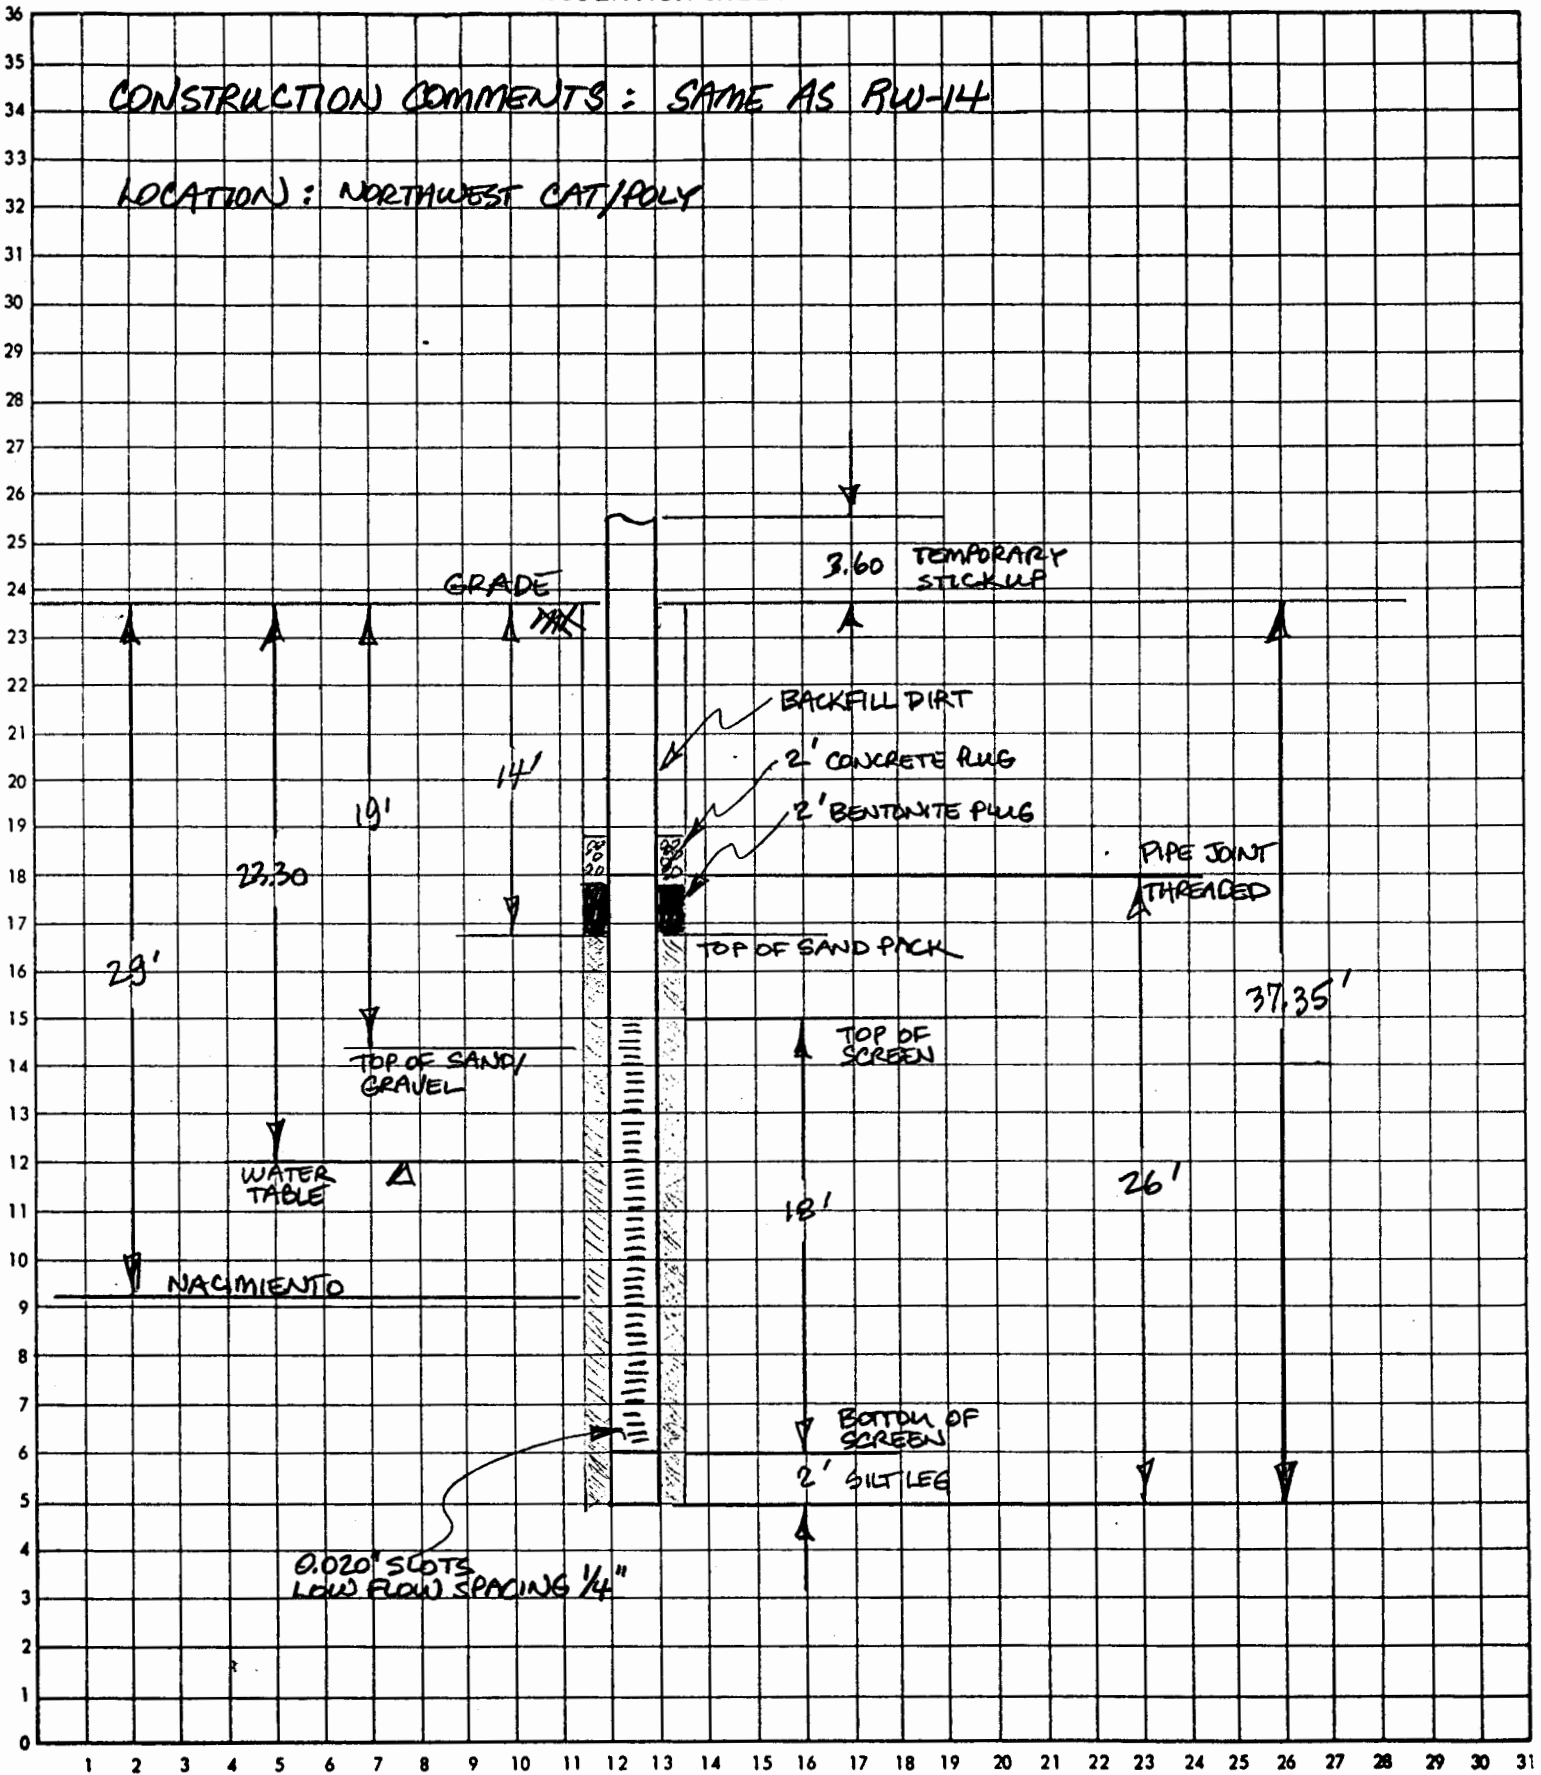 CONSTRUCTION COMMENTS: SAME AS RW-14
LOCATION: NORTHWEST CAT/POLY
3.60 TEMPORARY
STICKUP
GRADE
BACKFILL DIRT
2' CONCRETE PLUG
14'
2' BENTONITE PLUG
19'
PIPE JOINT
THREADED
23.30
TOP OF SAND PACK
29'
37.35'
TOP OF
SCREEN
TOP OF SAND/
GRAVEL
WATER
TABLE
26'
18'
NACIMIENTO
BOTTOM OF
SCREEN
2' SILT LEG
0.020" SLOTS
LOW FLOW SPACING 1/4"
36
35
34
33
32
31
30
29
28
27
26
25
24
23
22
21
20
19
18
17
16
15
14
13
12
11
10
9
8
7
6
5
4
3
2
1
0
1 2 3 4 5 6 7 8 9 10 11 12 13 14 15 16 17 18 19 20 21 22 23 24 25 26 27 28 29 30 31